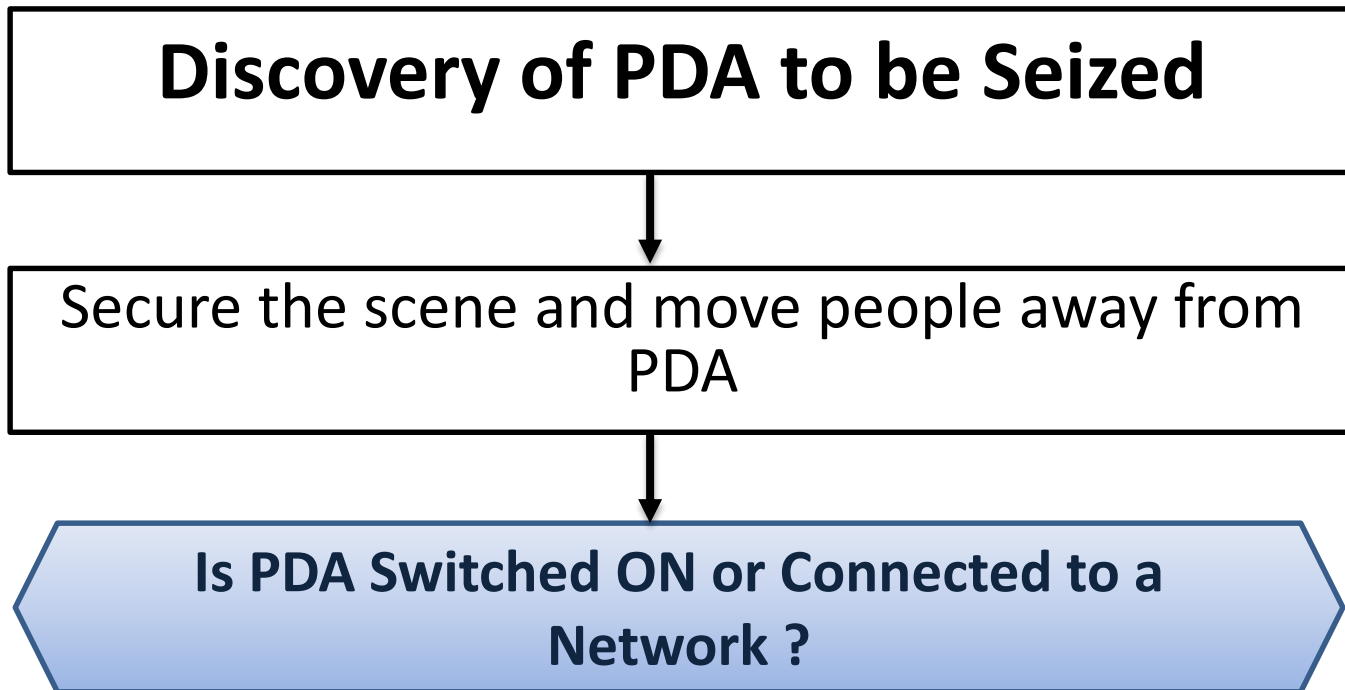 Discovery of PDA to be Seized
Secure the scene and move people away from
PDA
Is PDA Switched ON or Connected to a
Network ?